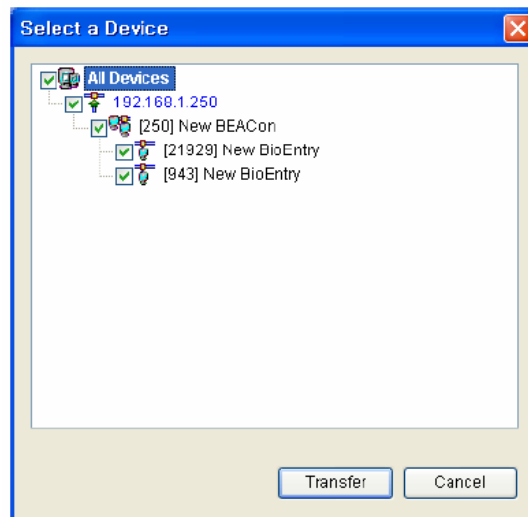 Select a Device
All Devices
192.168.1.250
[250] New BEACon
[21929] New BioEntry
[943] New BioEntry
Transfer
Cancel